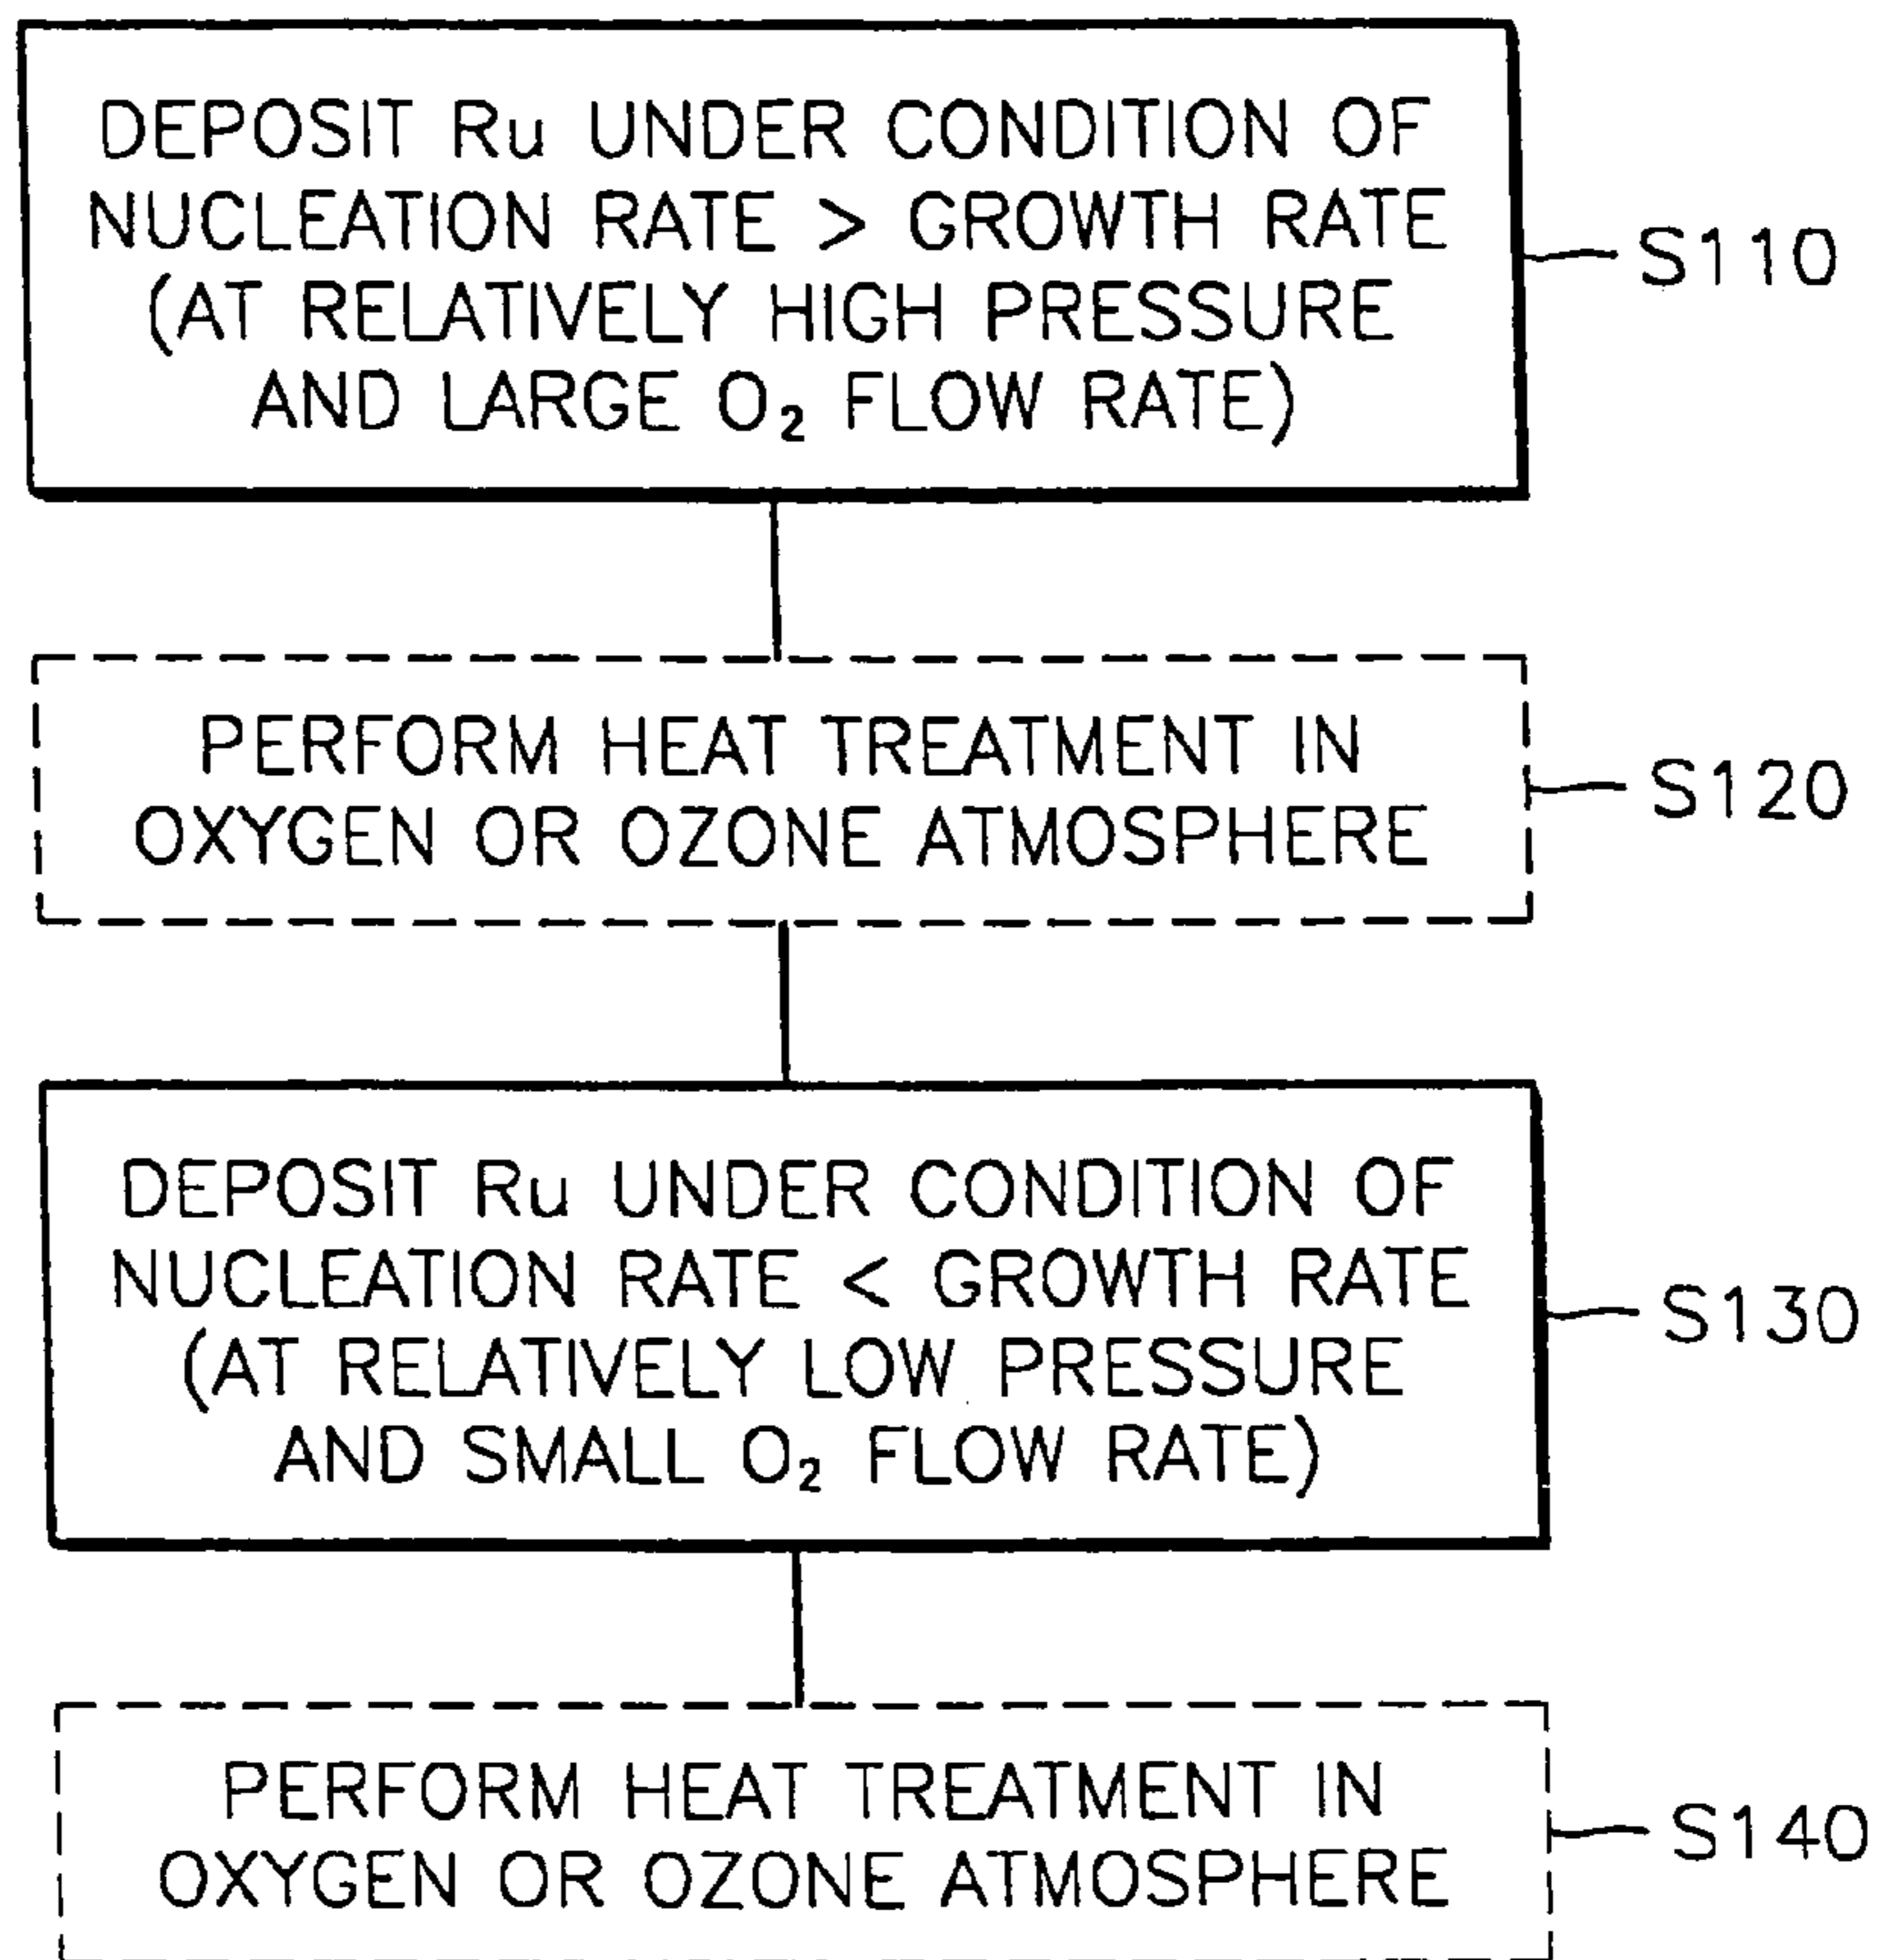 DEPOSIT Ru UNDER CONDITION OF
NUCLEATION RATE > GROWTH RATE
(AT RELATIVELY HIGH PRESSURE
AND LARGE O₂ FLOW RATE)
S110
PERFORM HEAT TREATMENT IN
OXYGEN OR OZONE ATMOSPHERE
S120
DEPOSIT Ru UNDER CONDITION OF
NUCLEATION RATE < GROWTH RATE
(AT RELATIVELY LOW PRESSURE
AND SMALL O₂ FLOW RATE)
S130
PERFORM HEAT TREATMENT IN
OXYGEN OR OZONE ATMOSPHERE
S140